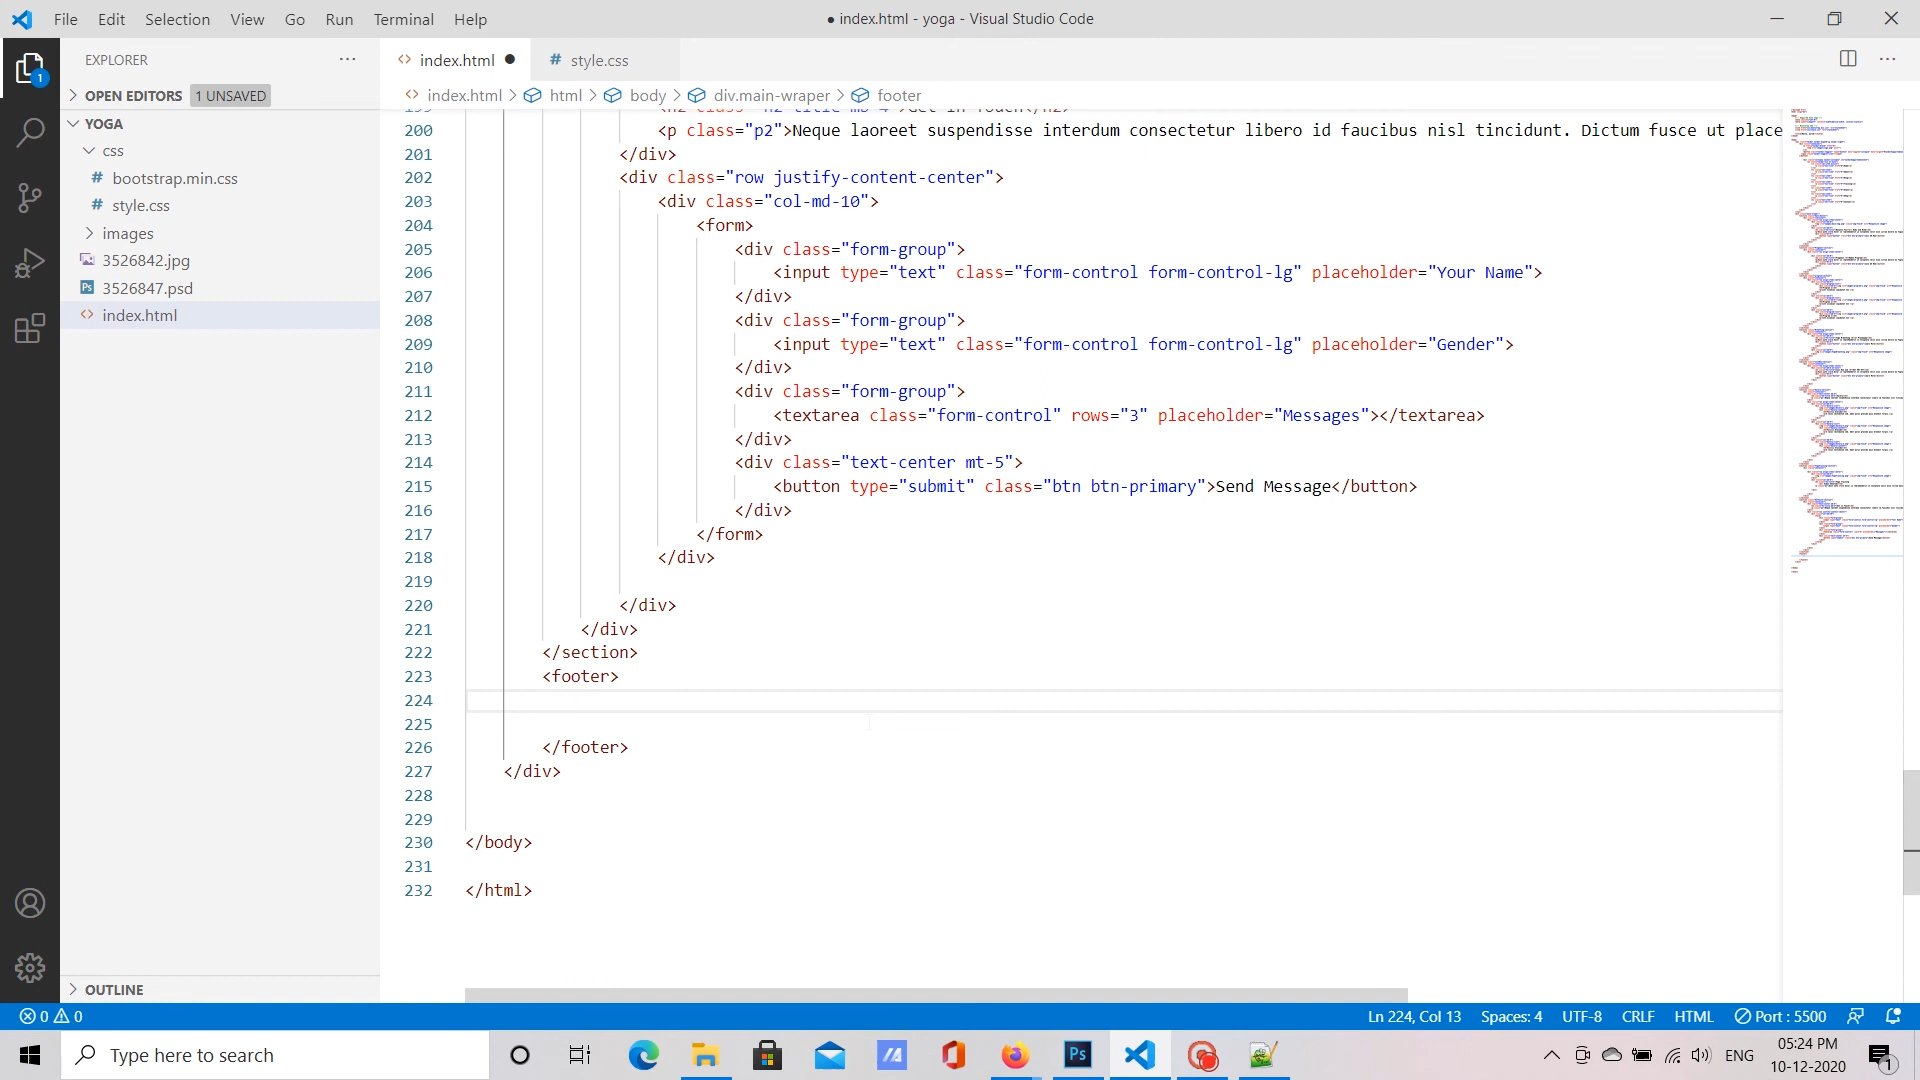 File Edit Selection View Go Run Terminal Help
● index.html - yoga - Visual Studio Code
EXPLORER
OPEN EDITORS 1 UNSAVED
YOGA
css
# bootstrap.min.css
# style.css
images
3526842.jpg
Ps 3526847.psd
<> index.html
OUTLINE
1
<> index.html ●
# style.css
<> index.html > html > body > div.main-wraper > footer
200 <p class="p2">Neque laoreet suspendisse interdum consectetur libero id faucibus nisl tincidunt. Dictum fusce ut place
201 </div>
202 <div class="row justify-content-center">
203 <div class="col-md-10">
204 <form>
205 <div class="form-group">
206 <input type="text" class="form-control form-control-lg" placeholder="Your Name">
207 </div>
208 <div class="form-group">
209 <input type="text" class="form-control form-control-lg" placeholder="Gender">
210 </div>
211 <div class="form-group">
212 <textarea class="form-control" rows="3" placeholder="Messages"></textarea>
213 </div>
214 <div class="text-center mt-5">
215 <button type="submit" class="btn btn-primary">Send Message</button>
216 </div>
217 </form>
218 </div>
219
220 </div>
221 </div>
222 </section>
223 <footer>
224
225
226 </footer>
227 </div>
228
229
230 </body>
231
232 </html>
0 0
Ln 224, Col 13 Spaces: 4 UTF-8 CRLF HTML Port : 5500
Type here to search
Ps
ENG
05:24 PM
10-12-2020
1